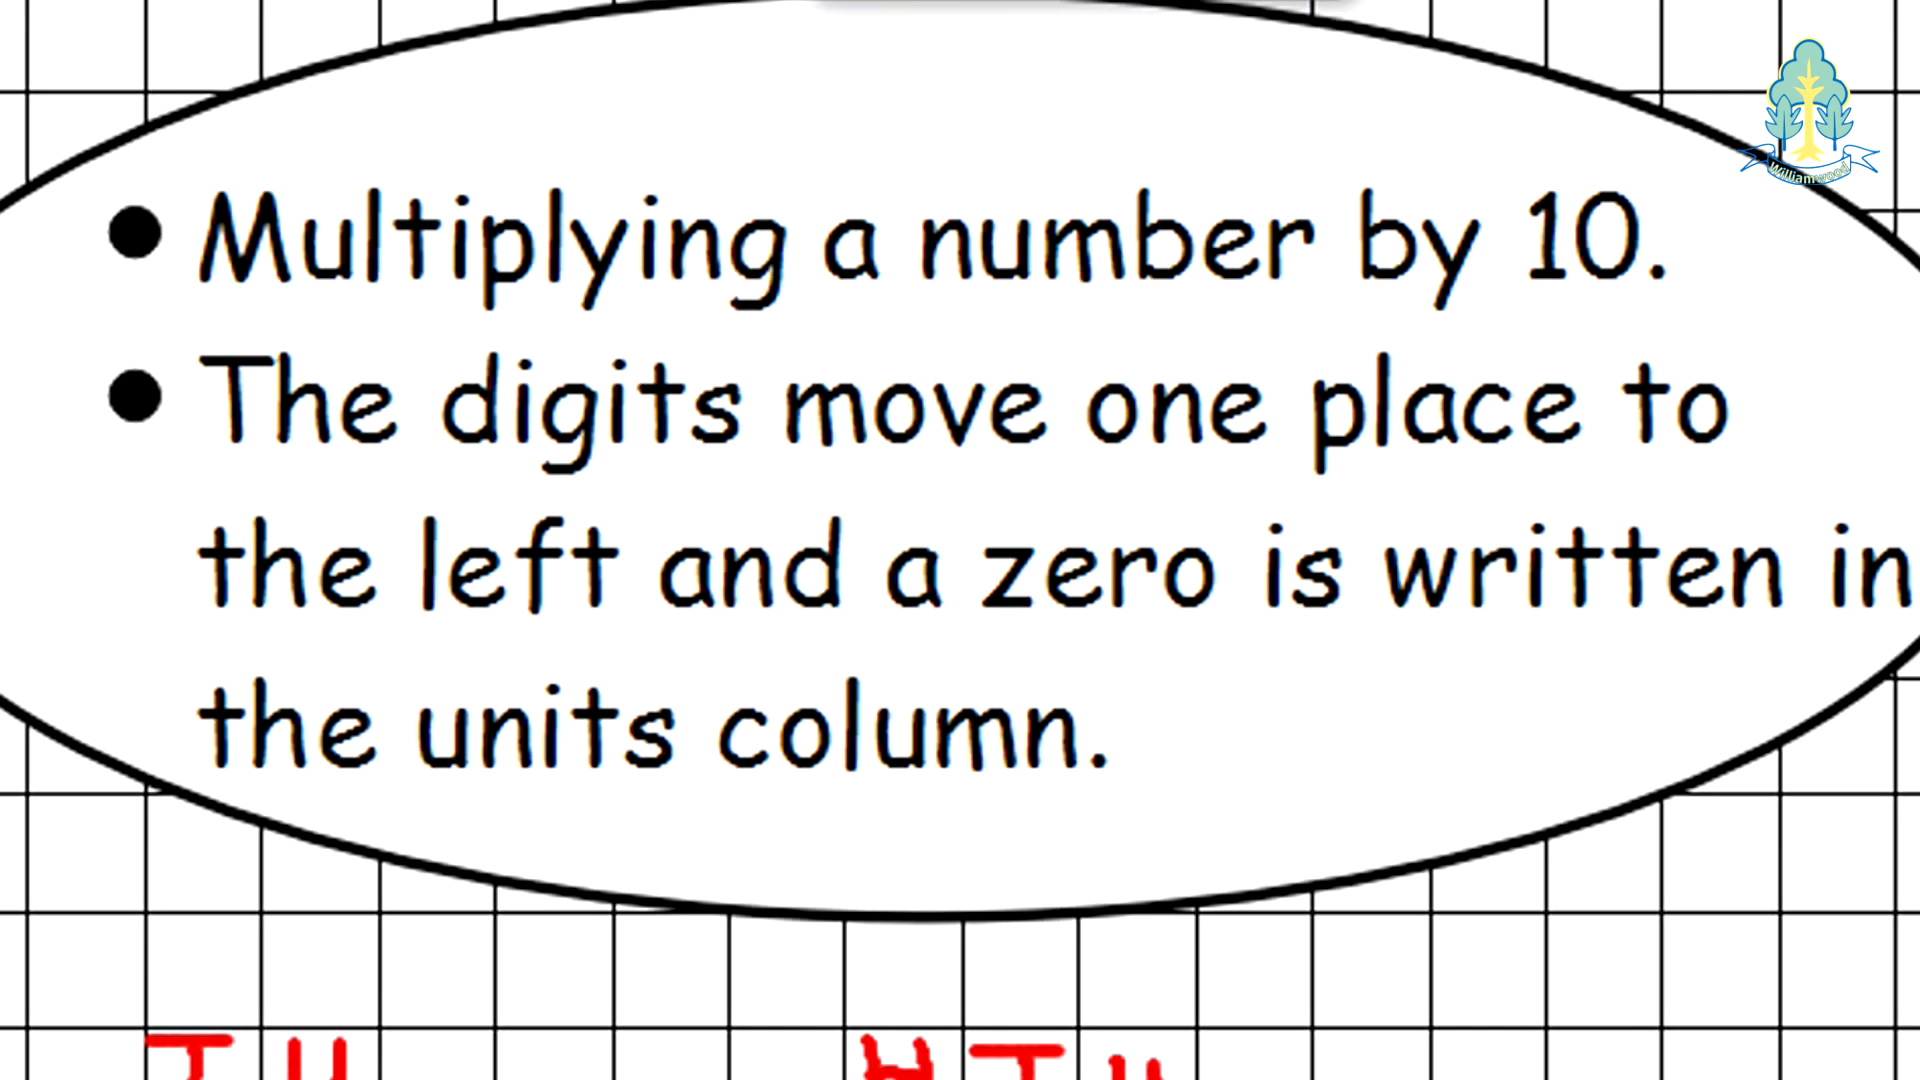 Williamwood
• Multiplying a number by 10.
• The digits move one place to
the left and a zero is written in
the units column.
T U H T U